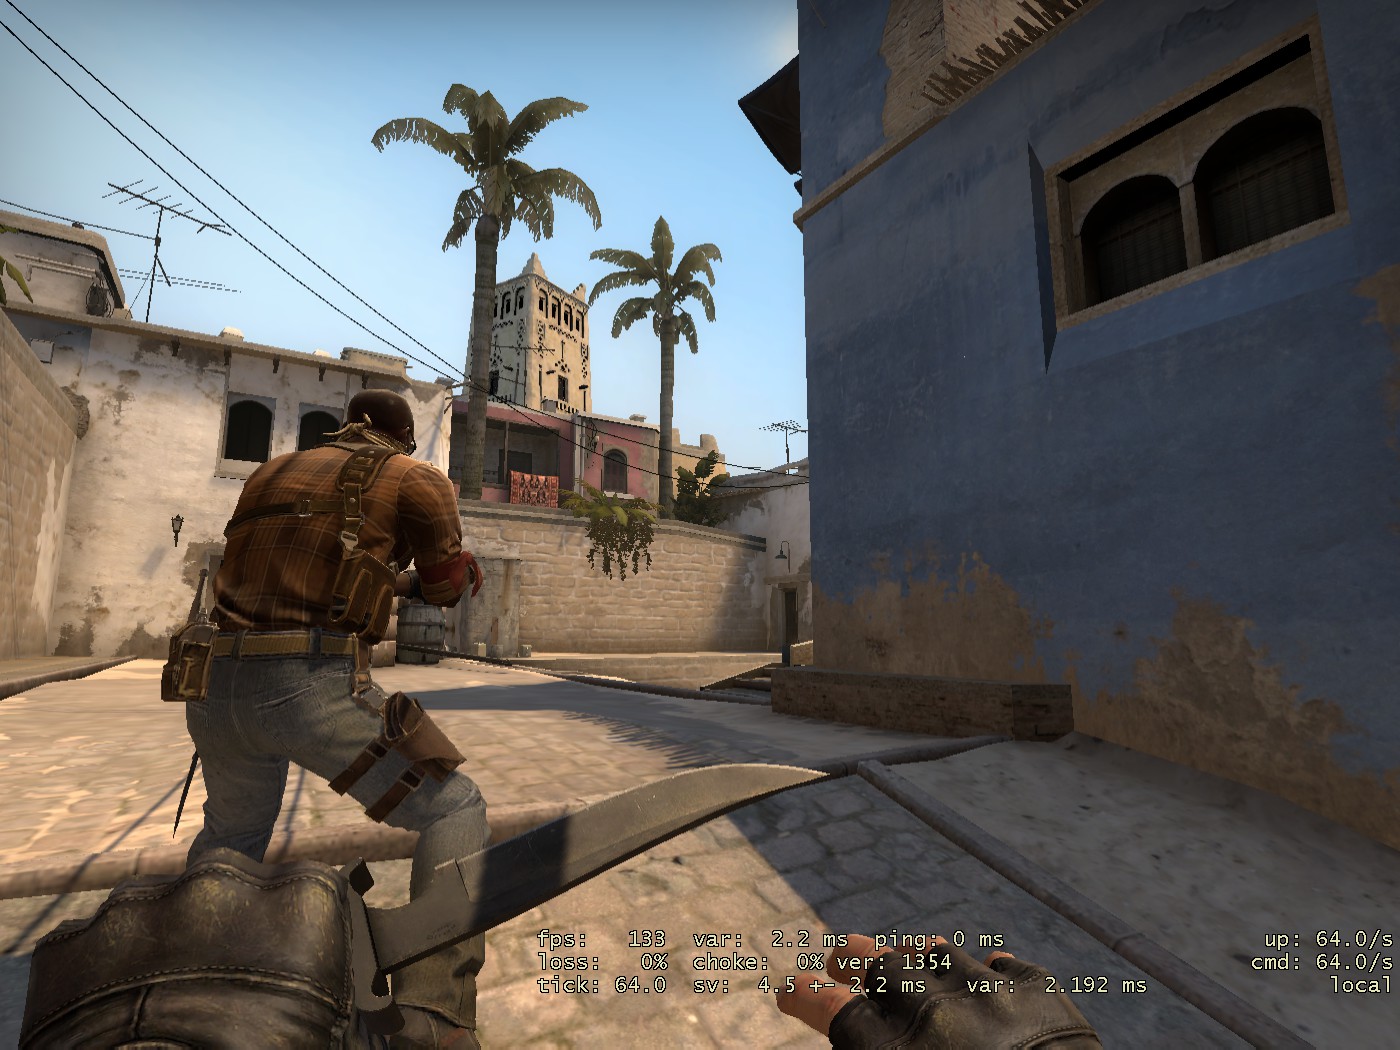 fps: 133 var: 2.2 ms ping: 0 ms up: 64.0/s
loss: 0% choke: 0% ver: 1354 cmd: 64.0/s
tick: 64.0 sv: 4.5 +- 2.2 ms var: 2.192 ms local